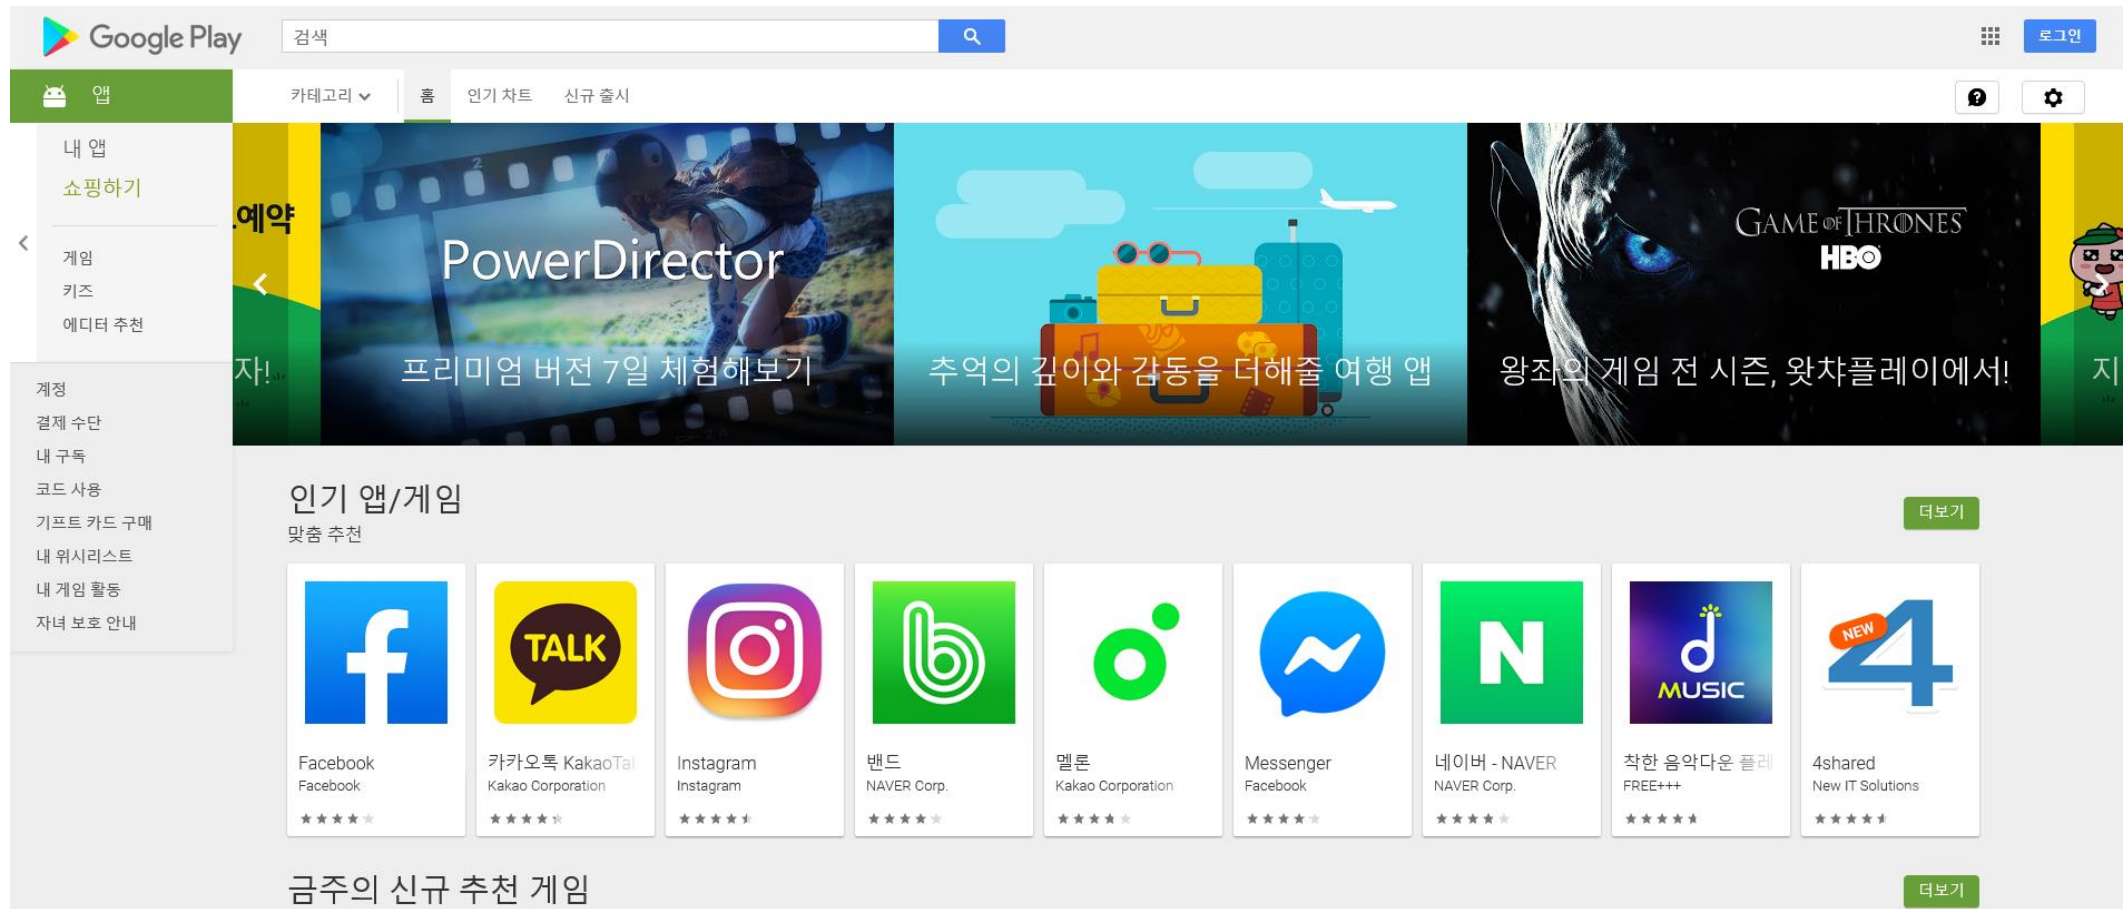 Google Play
검색
로그인
앱
카테고리
홈
인기 차트
신규 출시
내 앱
쇼핑하기
게임
키즈
에디터 추천
계정
결제 수단
내 구독
코드 사용
기프트 카드 구매
내 위시리스트
내 게임 활동
자녀 보호 안내
예약
자!
PowerDirector
프리미엄 버전 7일 체험해보기
추억의 깊이와 감동을 더해줄 여행 앱
GAME OF THRONES
HBO
왕좌의 게임 전 시즌, 왓챠플레이에서!
지
인기 앱/게임
맞춤 추천
더보기
TALK
N
MUSIC
NEW
4
Facebook
Facebook
카카오톡 KakaoTal
Kakao Corporation
Instagram
Instagram
밴드
NAVER Corp.
멜론
Kakao Corporation
Messenger
Facebook
네이버 - NAVER
NAVER Corp.
착한 음악다운 플레
FREE+++
4shared
New IT Solutions
금주의 신규 추천 게임
더보기